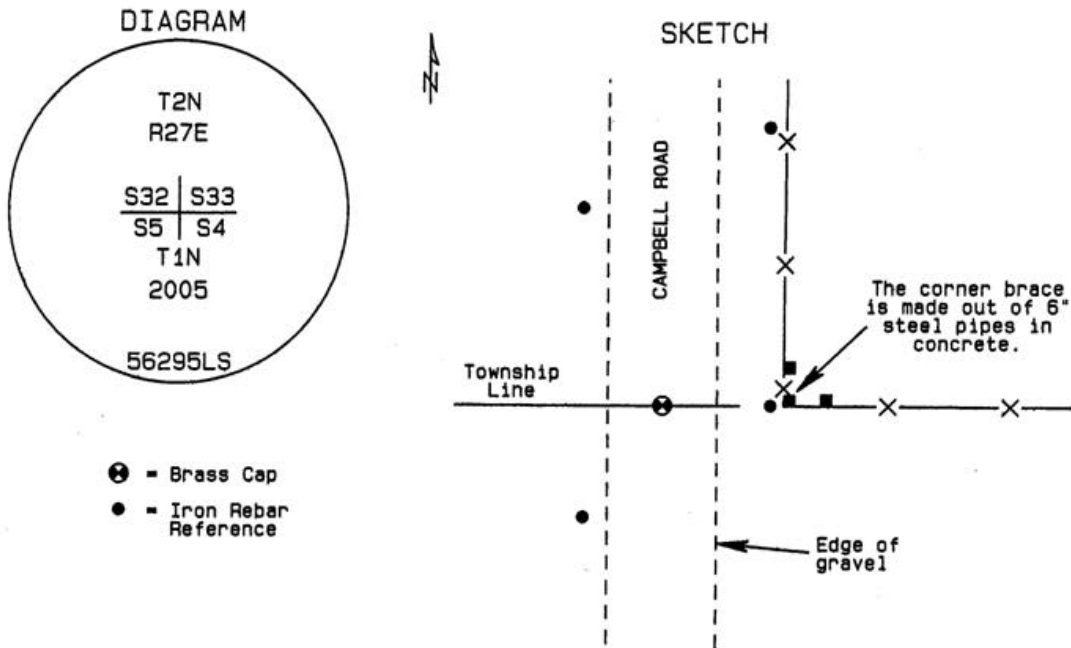 DIAGRAM
T2N
R27E
S32 S33
S5 S4
T1N
2005
56295LS
= Brass Cap
= Iron Rebar
Reference
SKETCH
N
CAMPBELL ROAD
Township
Line
The corner brace
is made out of 6"
steel pipes in
concrete.
Edge of
gravel